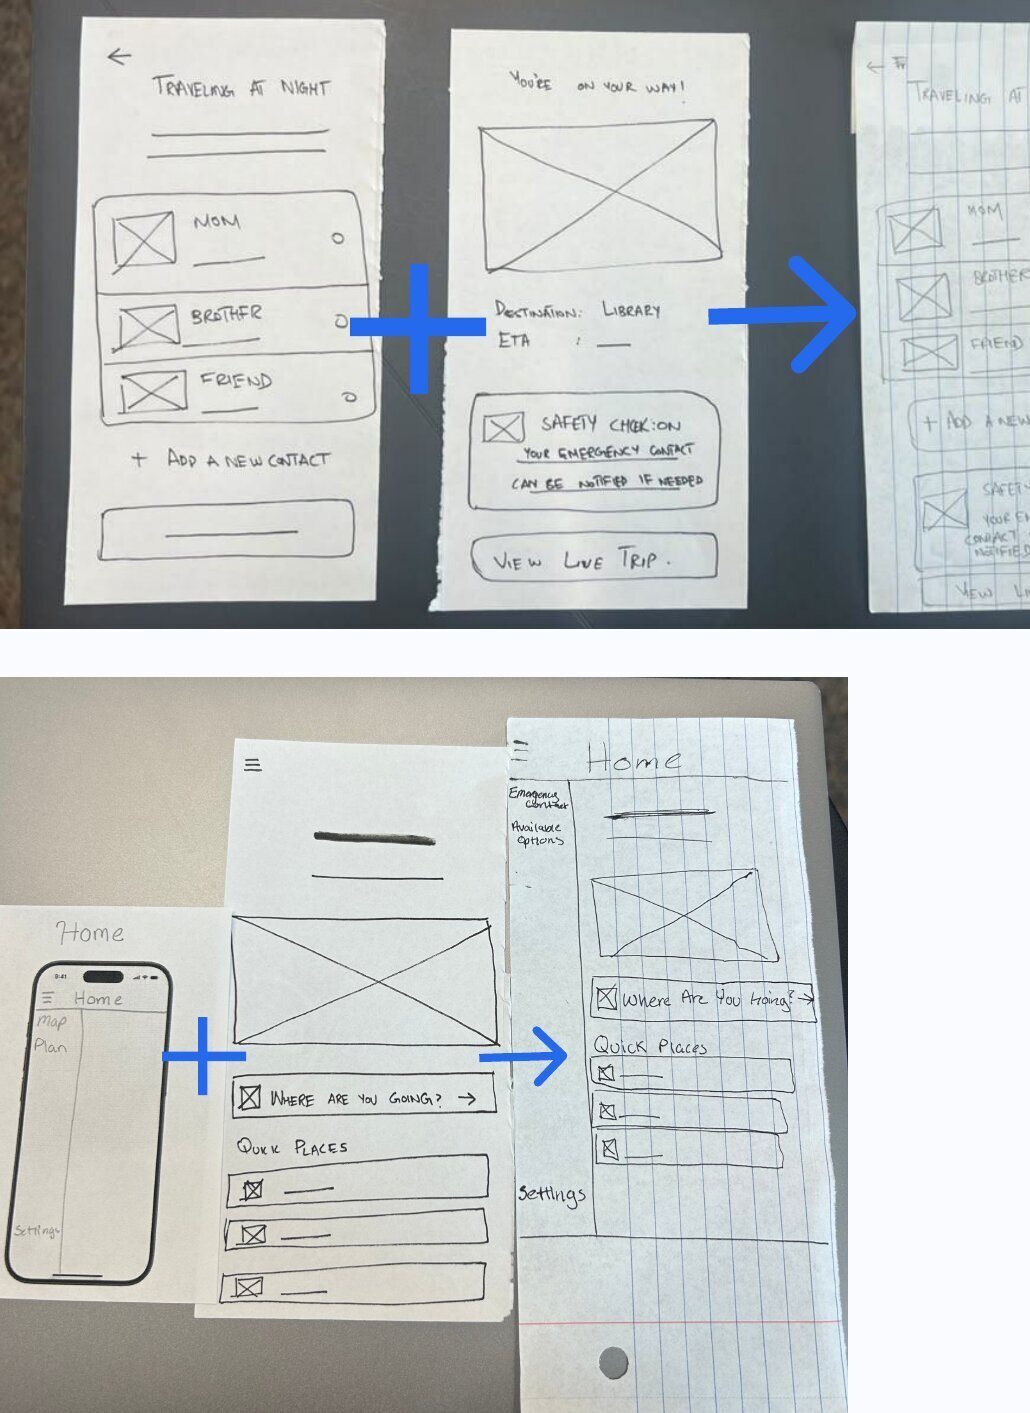 ←
TRAVELING AT NIGHT
MOM
BROTHER
FRIEND
+ ADD A NEW CONTACT
YOU'RE ON YOUR WAY!
DESTINATION: LIBRARY
ETA :
SAFETY CHECK: ON
YOUR EMERGENCY CONTACT
CAN BE NOTIFIED IF NEEDED
VIEW LIVE TRIP.
←
TRAVELING AT
MOM
BROTHER
FRIEND
+ ADD A NEW
SAFETY
YOUR EM
CONTACT
NOTIFIED
VIEW LI
Home
9:41
Home
Map
Plan
Settings
WHERE ARE YOU GOING? →
QUICK PLACES
Home
Emergency
Contact
Available
Options
Where Are You Going? →
Quick Places
Settings